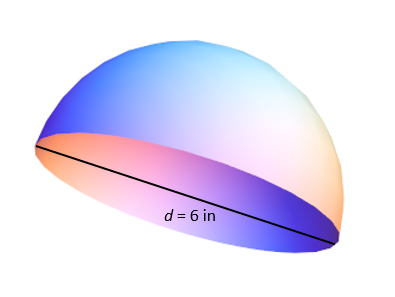 d = 6 in